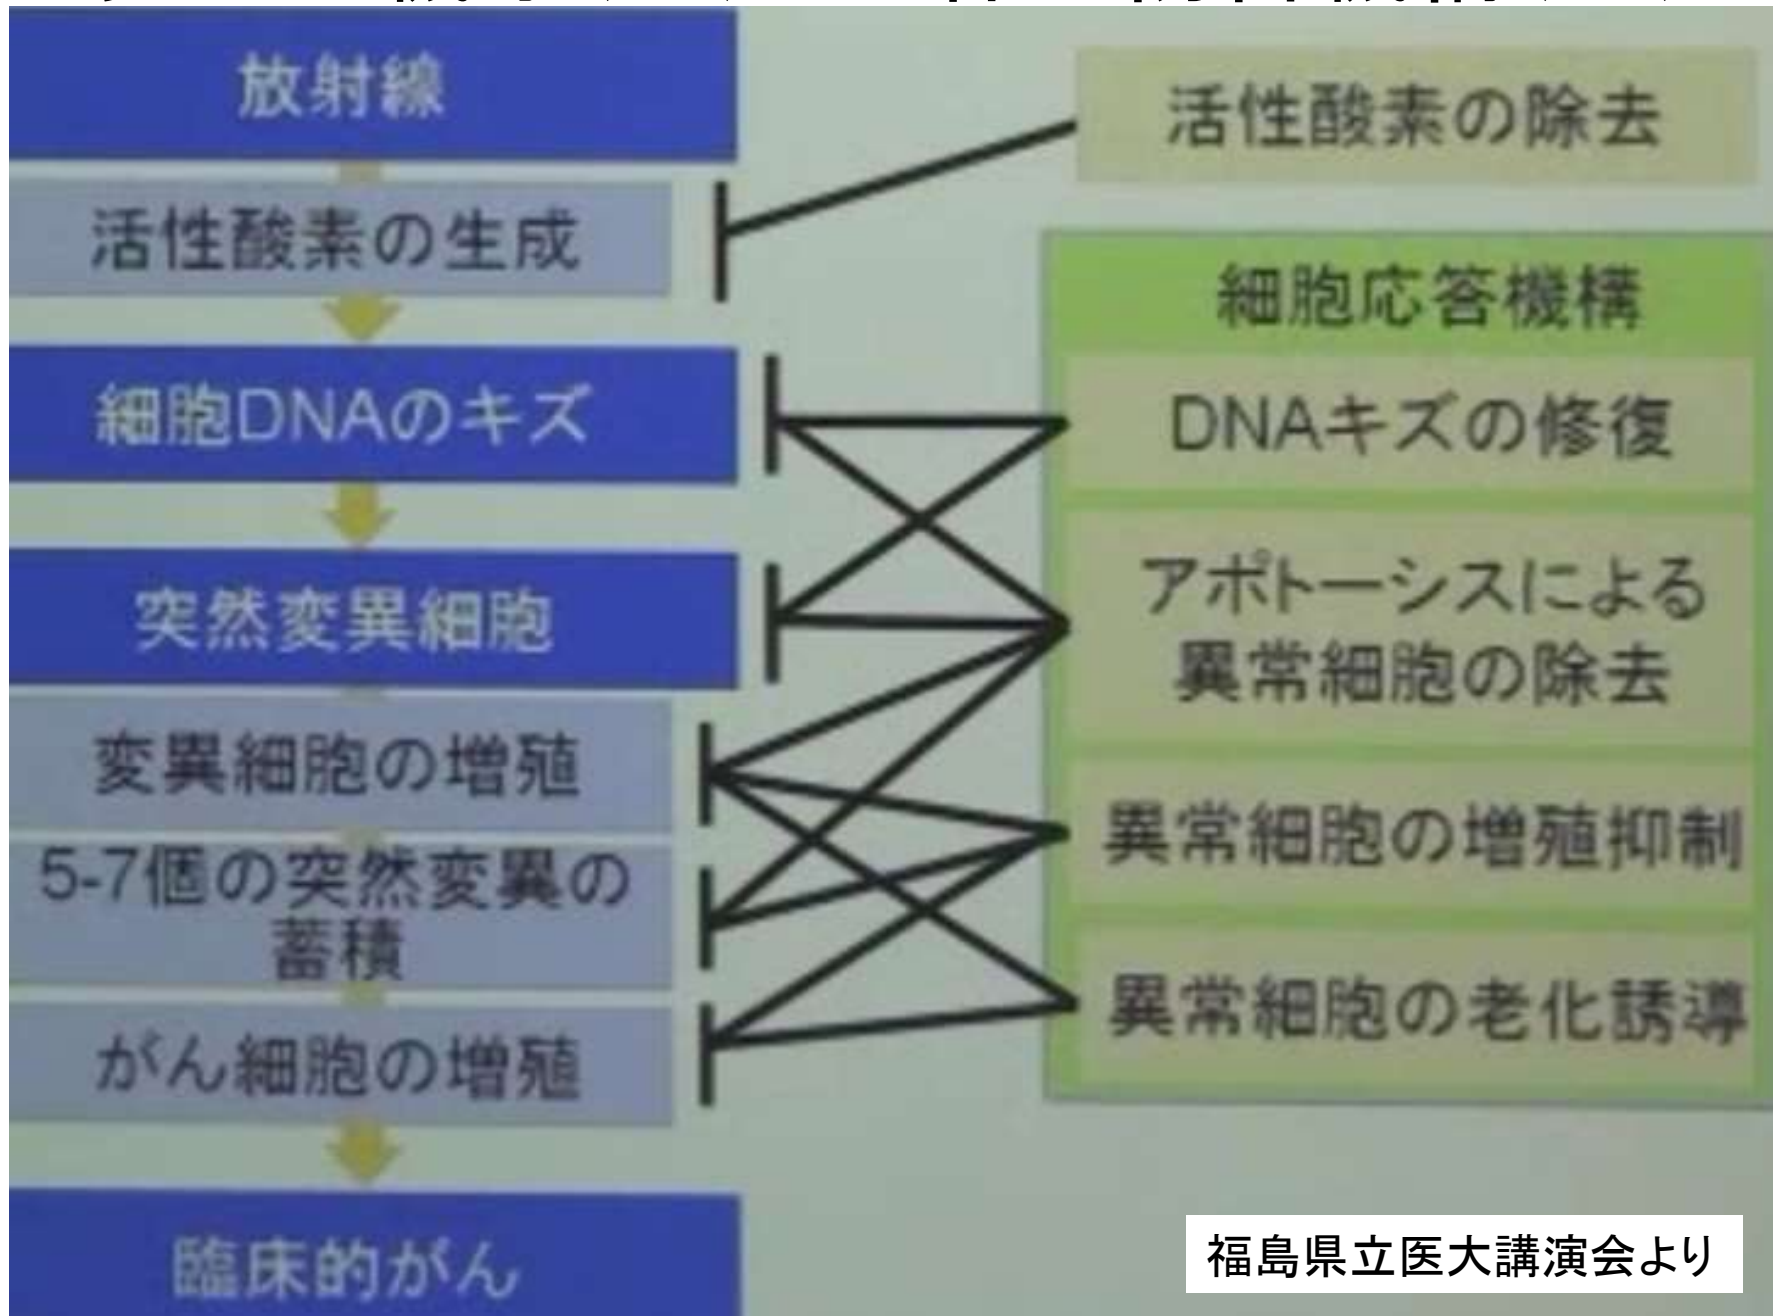 放射線
活性酸素の生成
細胞DNAのキズ
突然変異細胞
変異細胞の増殖
5-7個の突然変異の
蓄積
がん細胞の増殖
臨床的がん
活性酸素の除去
細胞応答機構
DNAキズの修復
アポトーシスによる
異常細胞の除去
異常細胞の増殖抑制
異常細胞の老化誘導
福島県立医大講演会より